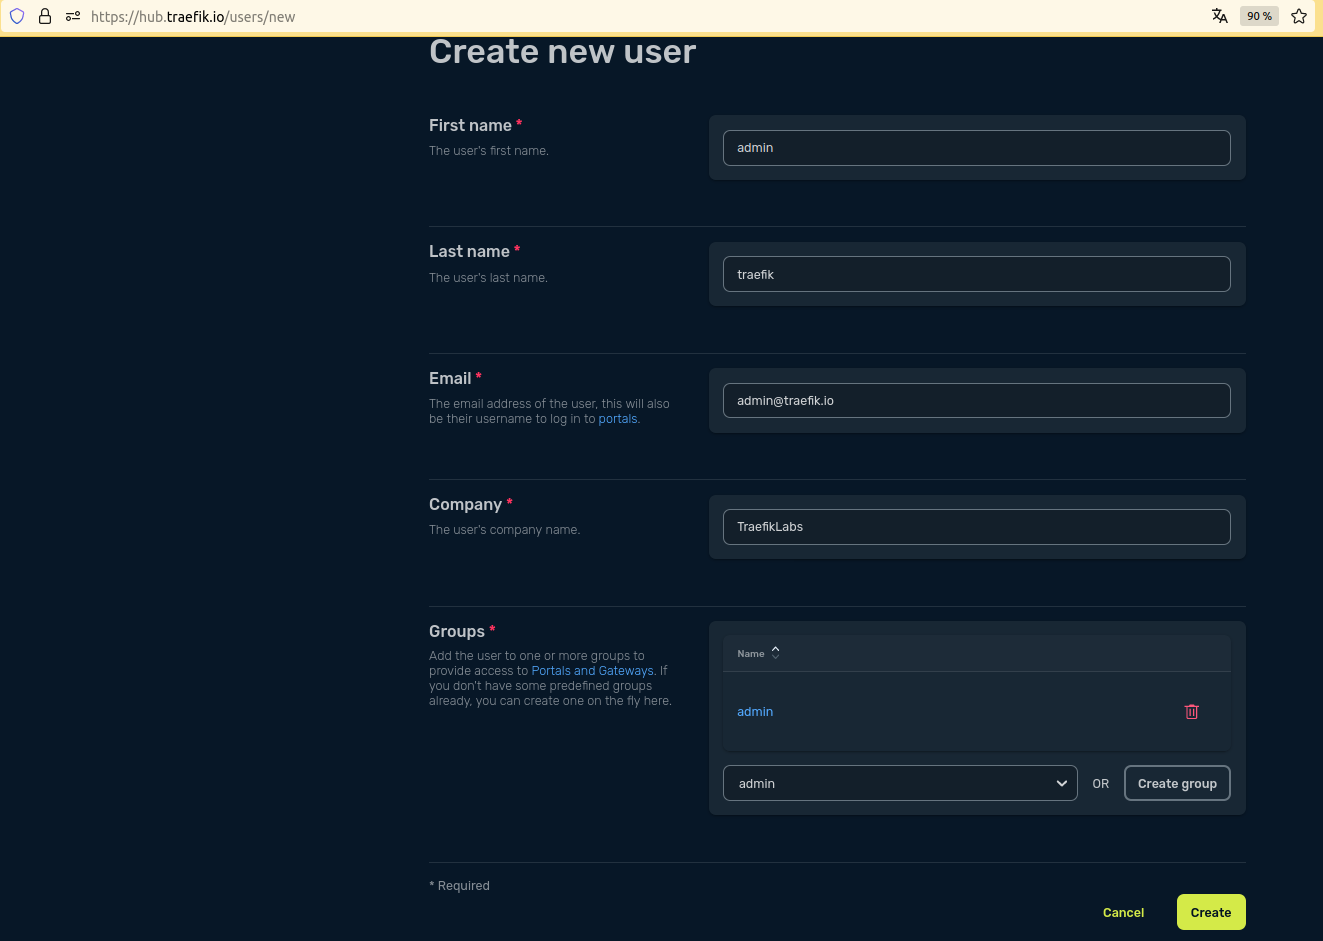 https://hub.traefik.io/users/new
90 %
Create new user
First name *
The user's first name.
admin
Last name *
The user's last name.
traefik
Email *
The email address of the user, this will also
be their username to log in to portals.
admin@traefik.io
Company *
The user's company name.
TraefikLabs
Groups *
Add the user to one or more groups to
provide access to Portals and Gateways. If
you don't have some predefined groups
already, you can create one on the fly here.
Name
admin
admin
OR
Create group
* Required
Cancel
Create